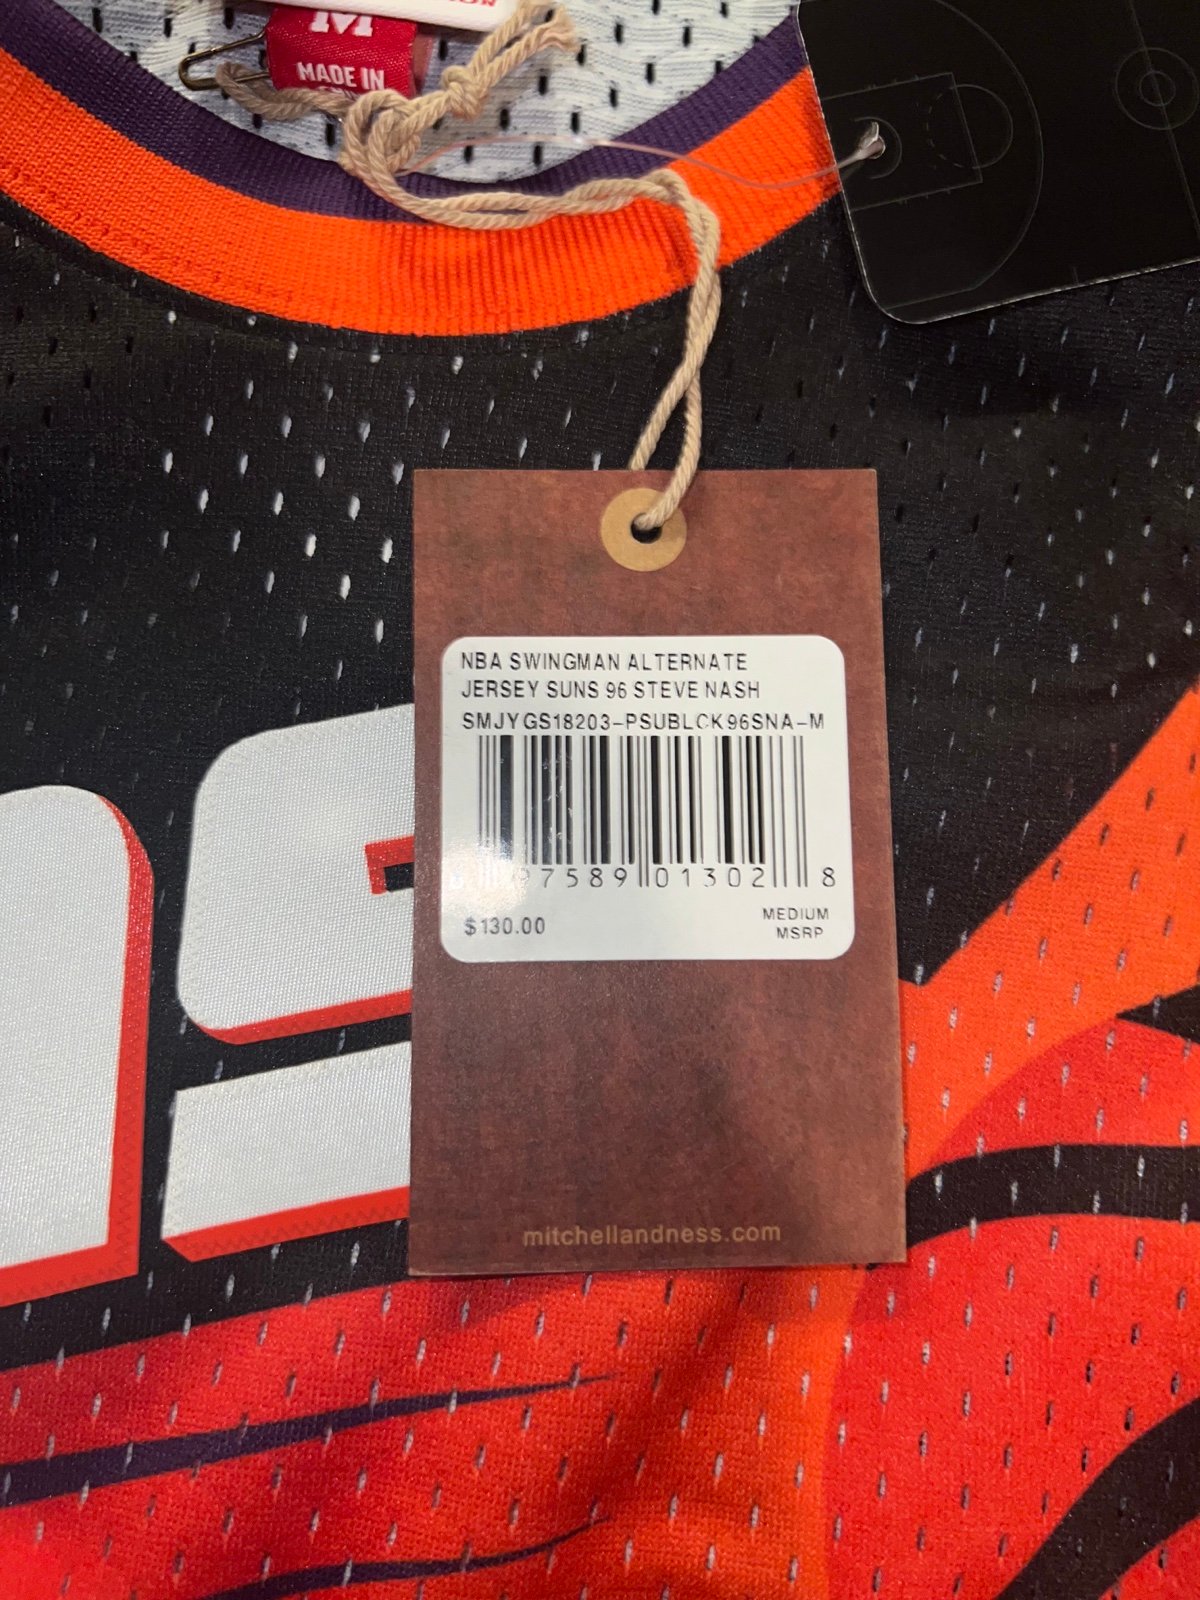 M
MADE IN
NBA SWINGMAN ALTERNATE
JERSEY SUNS 96 STEVE NASH
SMJYGS18203-PSUBLCK96SNA-M
97589 01302 8
$130.00
MEDIUM
MSRP
mitchellandness.com